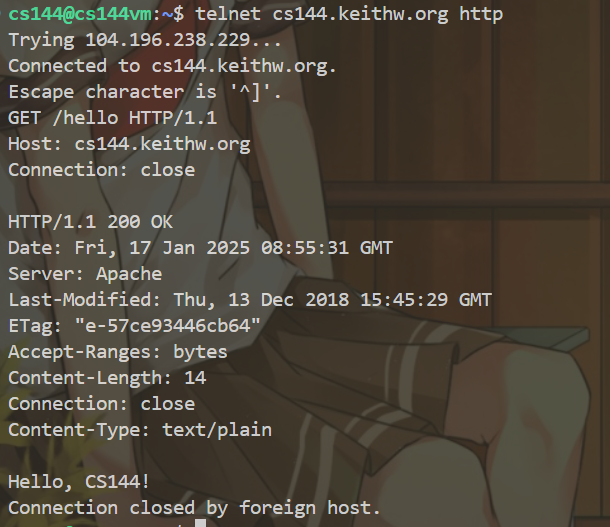 cs144@cs144vm:~$ telnet cs144.keithw.org http
Trying 104.196.238.229...
Connected to cs144.keithw.org.
Escape character is '^]'.
GET /hello HTTP/1.1
Host: cs144.keithw.org
Connection: close

HTTP/1.1 200 OK
Date: Fri, 17 Jan 2025 08:55:31 GMT
Server: Apache
Last-Modified: Thu, 13 Dec 2018 15:45:29 GMT
ETag: "e-57ce93446cb64"
Accept-Ranges: bytes
Content-Length: 14
Connection: close
Content-Type: text/plain

Hello, CS144!
Connection closed by foreign host.